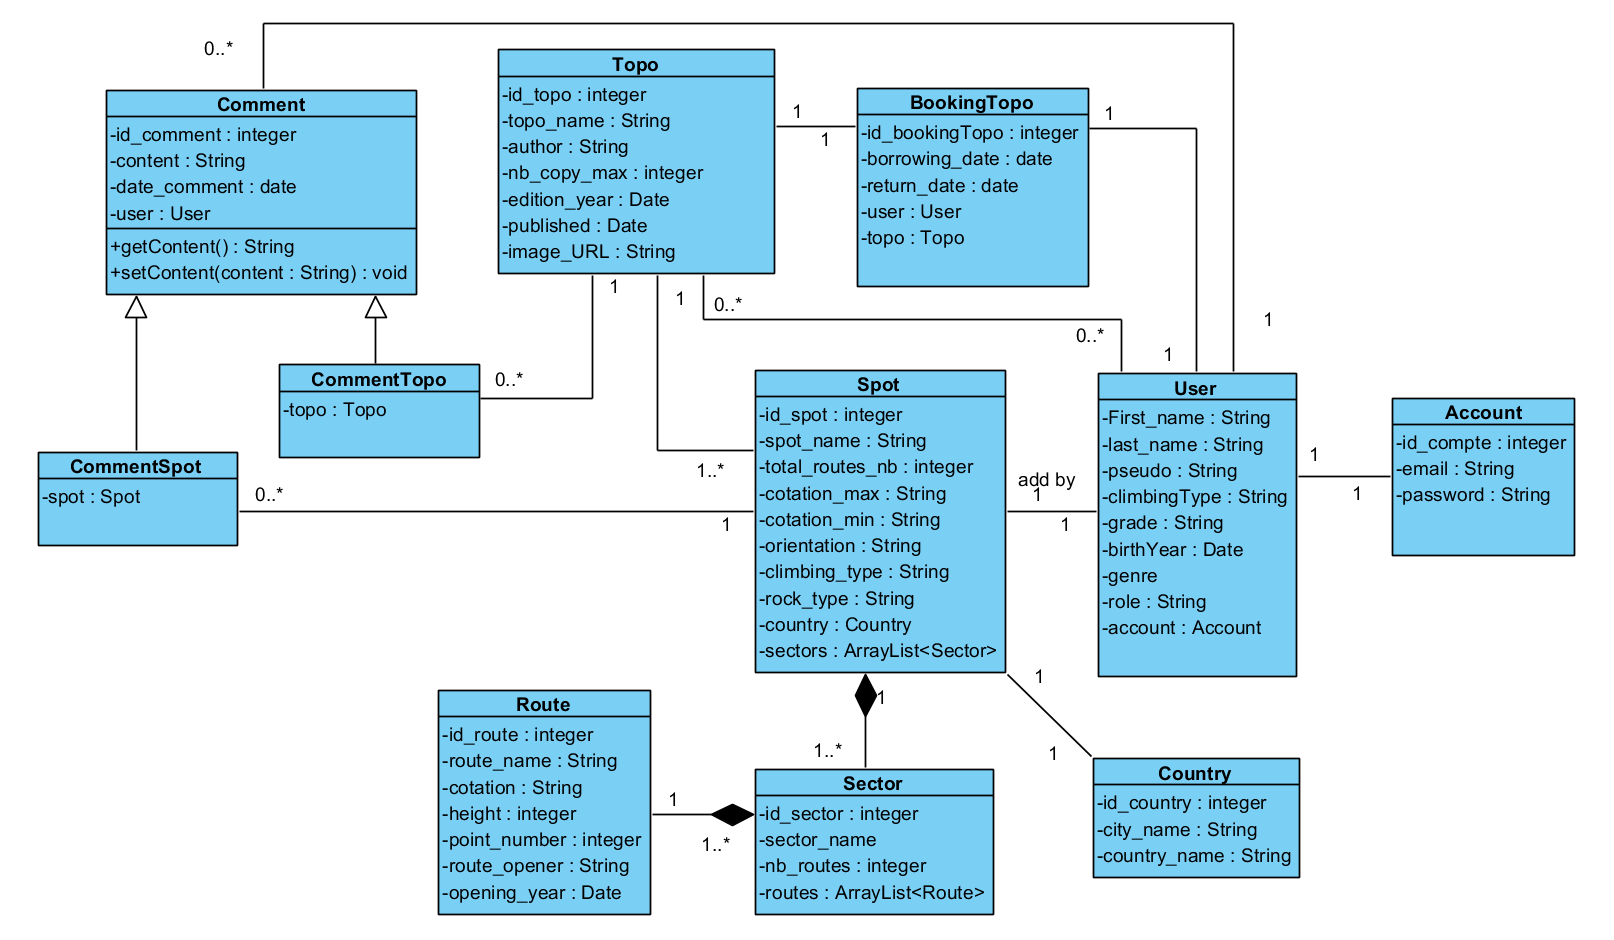 0..*
Comment
-id_comment : integer
-content : String
-date_comment : date
-user : User
+getContent() : String
+setContent(content : String) : void
Topo
-id_topo : integer
-topo_name : String
-author : String
-nb_copy_max : integer
-edition_year : Date
-published : Date
-image_URL : String
1
1
BookingTopo
-id_bookingTopo : integer
-borrowing_date : date
-return_date : date
-user : User
-topo : Topo
1
1
1
0..*
0..*
1
1
CommentTopo
-topo : Topo
0..*
CommentSpot
-spot : Spot
0..*
1
1..*
Spot
-id_spot : integer
-spot_name : String
-total_routes_nb : integer
-cotation_max : String
-cotation_min : String
-orientation : String
-climbing_type : String
-rock_type : String
-country : Country
-sectors : ArrayList<Sector>
add by
1
1
User
-First_name : String
-last_name : String
-pseudo : String
-climbingType : String
-grade : String
-birthYear : Date
-genre
-role : String
-account : Account
1
1
Account
-id_compte : integer
-email : String
-password : String
1
1..*
1
1
Route
-id_route : integer
-route_name : String
-cotation : String
-height : integer
-point_number : integer
-route_opener : String
-opening_year : Date
1
1..*
Sector
-id_sector : integer
-sector_name
-nb_routes : integer
-routes : ArrayList<Route>
Country
-id_country : integer
-city_name : String
-country_name : String